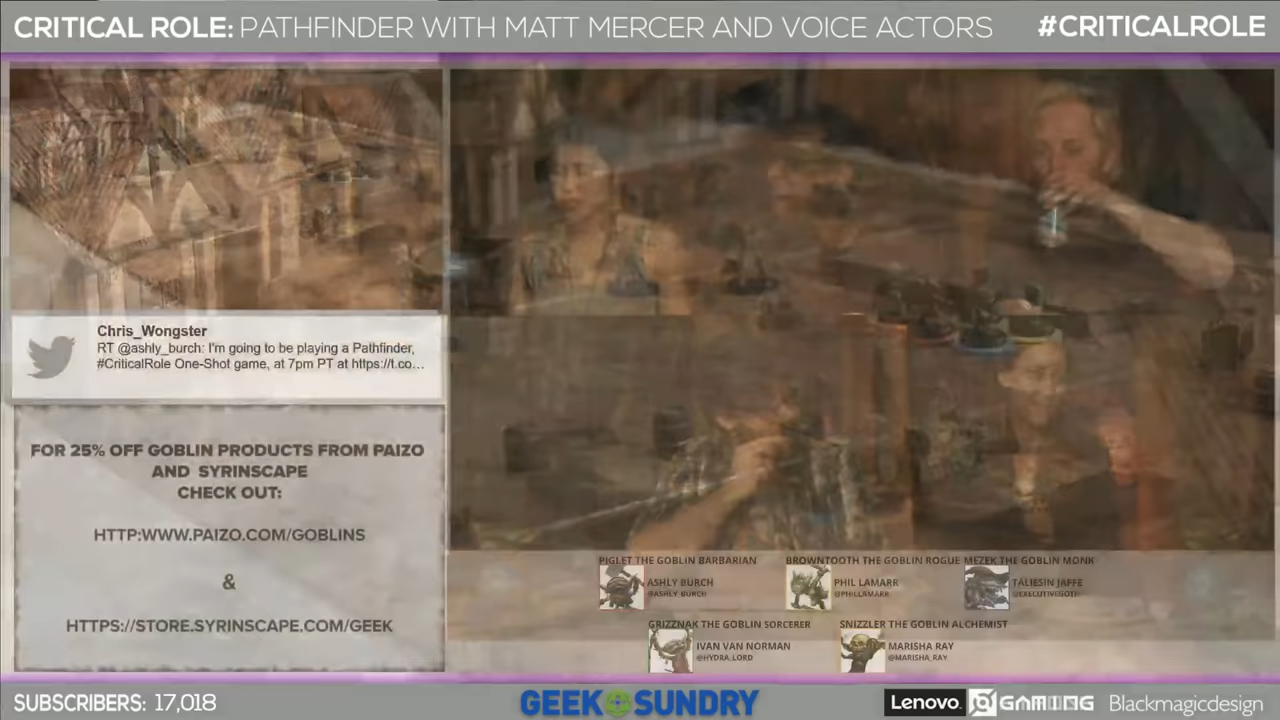 CRITICAL ROLE: PATHFINDER WITH MATT MERCER AND VOICE ACTORS
#CRITICALROLE
Chris_Wongster
RT @ashly_burch: I'm going to be playing a Pathfinder,
#CriticalRole One-Shot game, at 7pm PT at https://t.co...
FOR 25% OFF GOBLIN PRODUCTS FROM PAIZO
AND SYRINSCAPE
CHECK OUT:
HTTP:WWW.PAIZO.COM/GOBLINS
&
HTTPS://STORE.SYRINSCAPE.COM/GEEK
PIGLET THE GOBLIN BARBARIAN
ASHLY BURCH
@ASHLY_BURCH
BROWNTOOTH THE GOBLIN ROGUE
PHIL LAMARR
@PHILLAMARR
MEZEK THE GOBLIN MONK
TALIESIN JAFFE
@EXECUTIVEGOTH
GRIZZNAK THE GOBLIN SORCERER
IVAN VAN NORMAN
@HYDRA_LORD
SNIZZLER THE GOBLIN ALCHEMIST
MARISHA RAY
@MARISHA_RAY
SUBSCRIBERS: 17,018
GEEK & SUNDRY
Lenovo.
GAMING
Blackmagicdesign